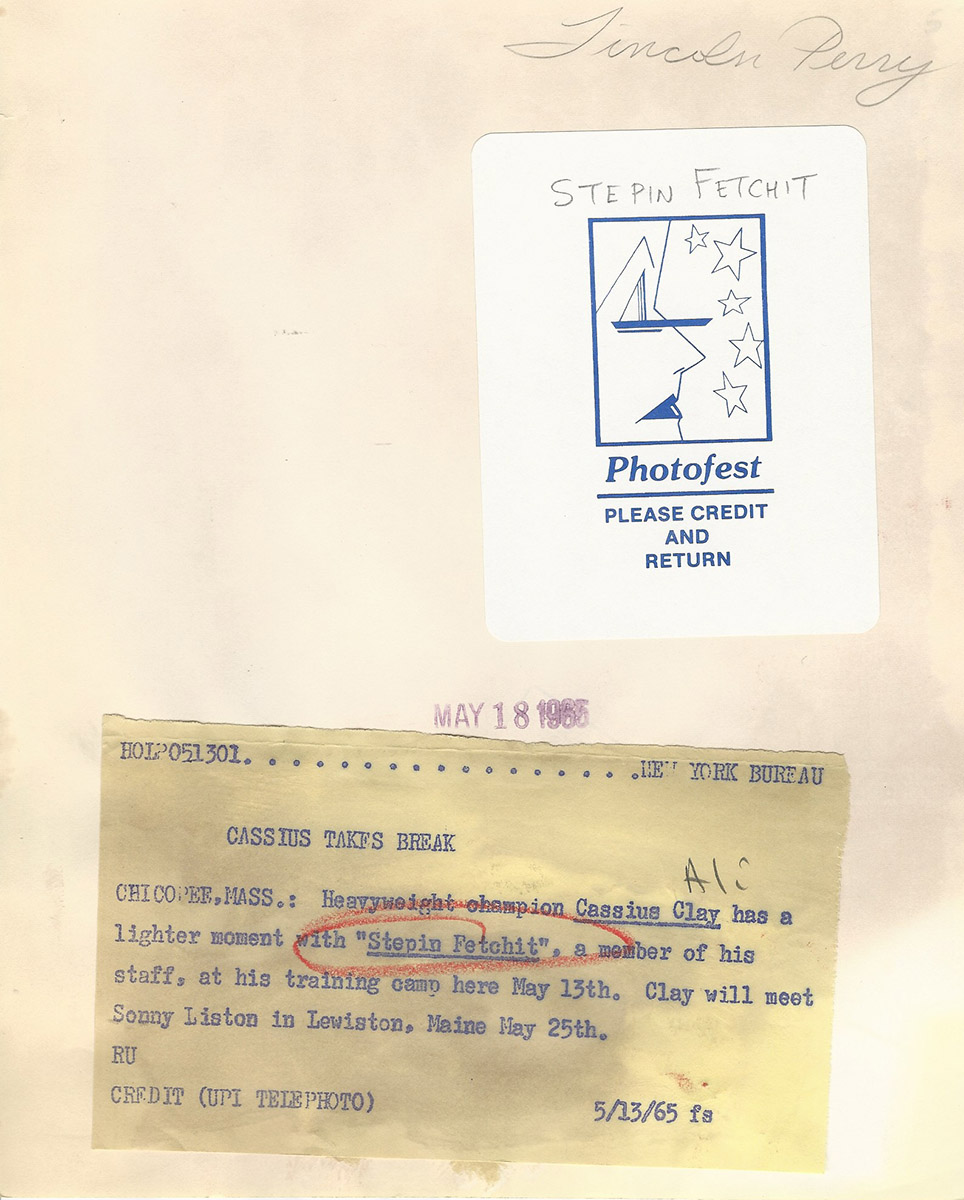 Lincoln Perry
STEPIN FETCHIT
Photofest
PLEASE CREDIT
AND
RETURN
MAY 18 1965
HOLP051301. . . . . . . . . . . . . . . . . .NEW YORK BUREAU
CASSIUS TAKES BREAK
Ali
CHICOPEE,MASS.: Heavyweight champion Cassius Clay has a
lighter moment with "Stepin Fetchit", a member of his
staff, at his training camp here May 13th. Clay will meet
Sonny Liston in Lewiston, Maine May 25th.
RU
CREDIT (UPI TELEPHOTO)
5/13/65 fs